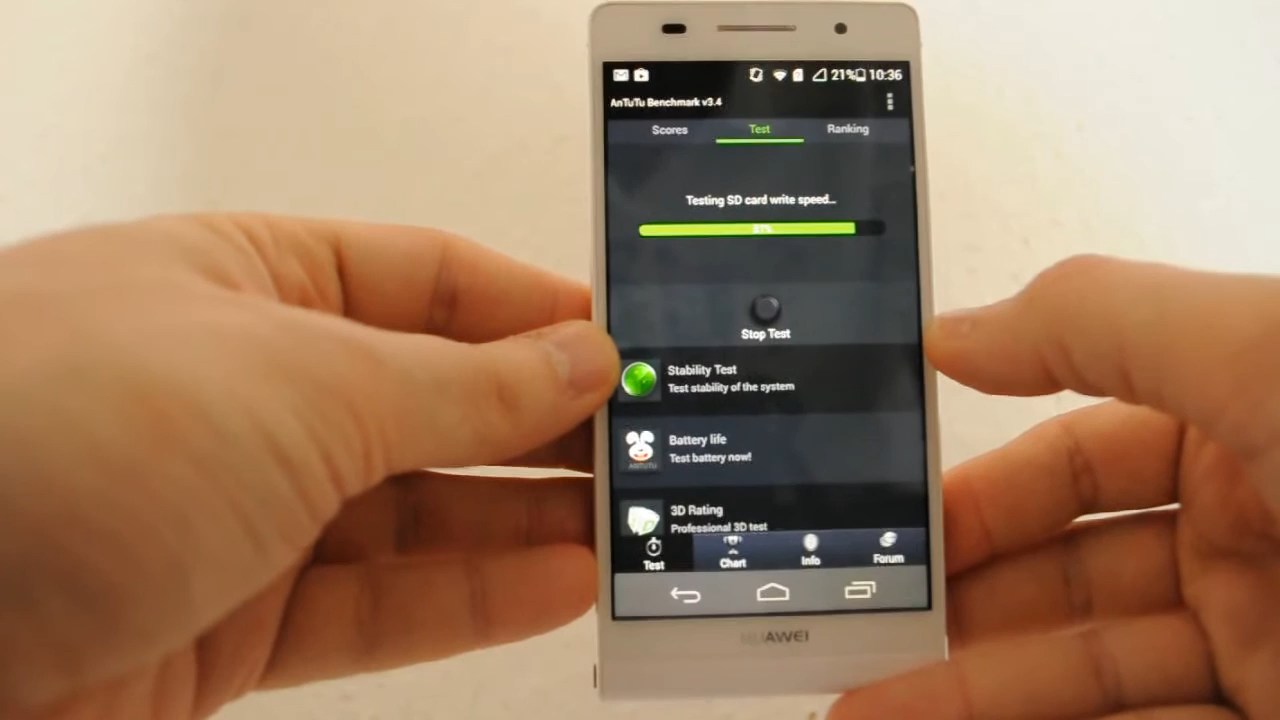 21% 10:36
AnTuTu Benchmark v3.4
Scores Test Ranking
Testing SD card write speed...
Stop Test
Stability Test
Test stability of the system
Battery life
Test battery now!
ANTUTU
3D Rating
Professional 3D test
Test Chart Info Forum
HUAWEI